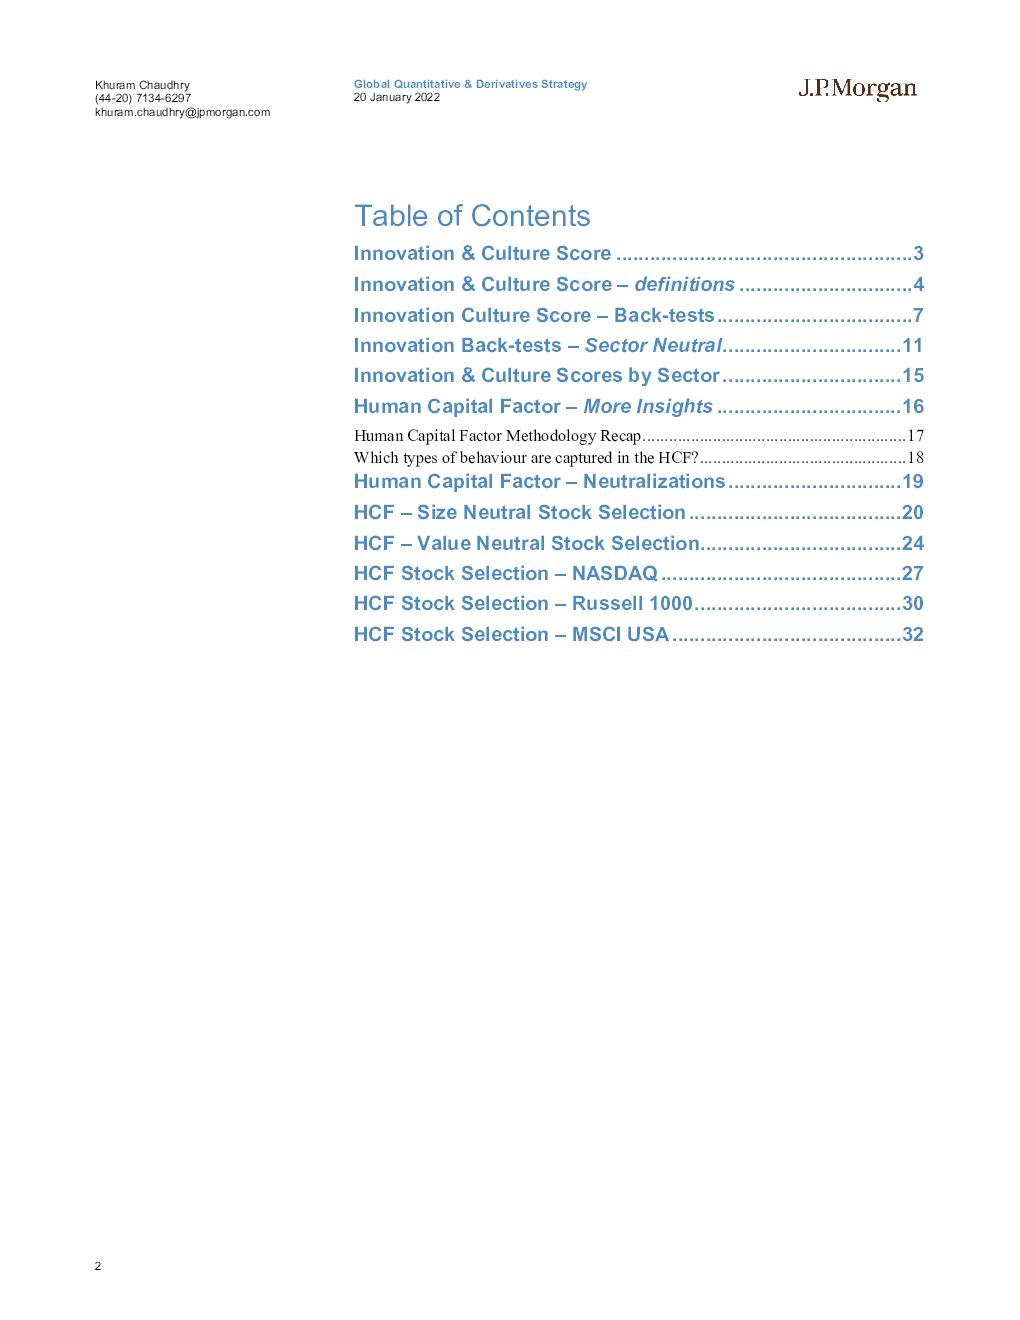 Khuram Chaudhry
(44-20) 7134-6297
khuram.chaudhry@jpmorgan.com
Global Quantitative & Derivatives Strategy
20 January 2022
J.P.Morgan
Table of Contents
Innovation & Culture Score .....................................................3
Innovation & Culture Score – definitions ...............................4
Innovation Culture Score – Back-tests...................................7
Innovation Back-tests – Sector Neutral................................11
Innovation & Culture Scores by Sector................................15
Human Capital Factor – More Insights .................................16
Human Capital Factor Methodology Recap............................................................17
Which types of behaviour are captured in the HCF?...............................................18
Human Capital Factor – Neutralizations...............................19
HCF – Size Neutral Stock Selection......................................20
HCF – Value Neutral Stock Selection....................................24
HCF Stock Selection – NASDAQ...........................................27
HCF Stock Selection – Russell 1000.....................................30
HCF Stock Selection – MSCI USA.........................................32
2